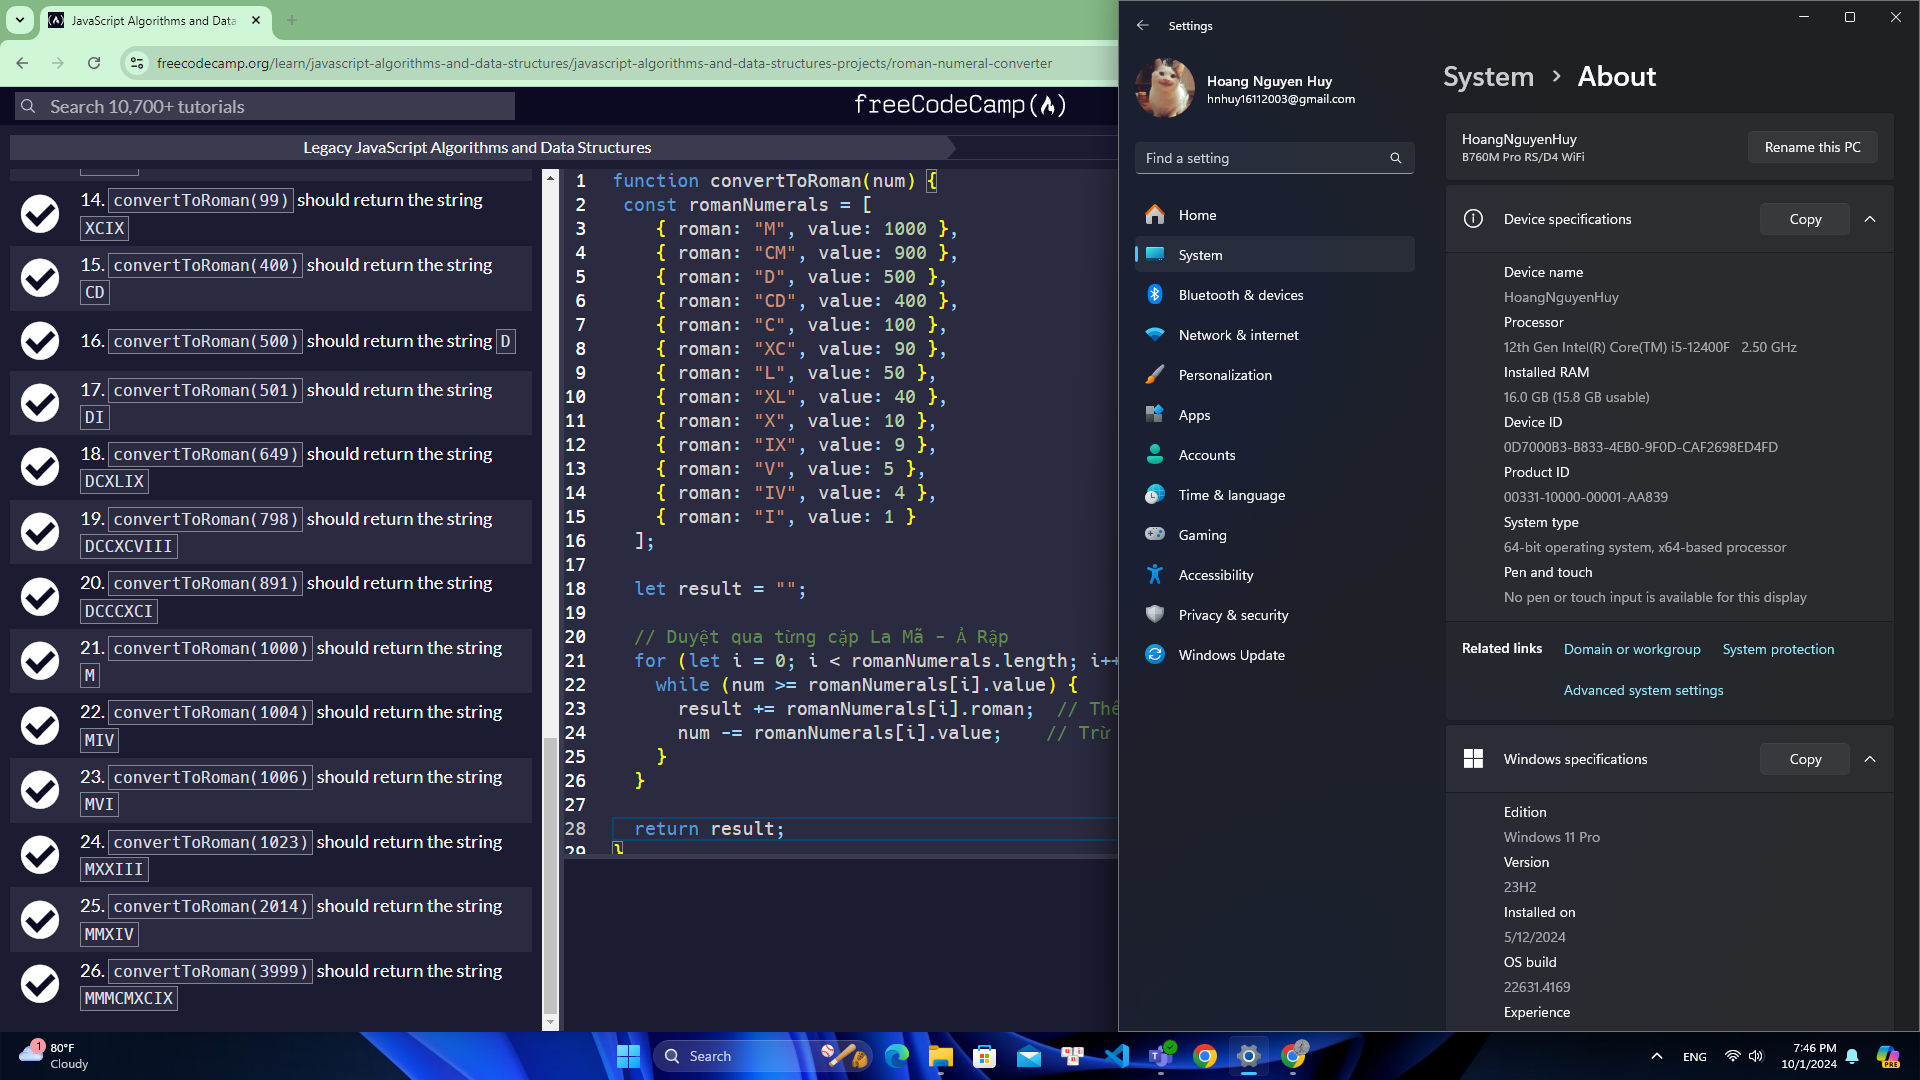 JavaScript Algorithms and Data
freecodecamp.org/learn/javascript-algorithms-and-data-structures/javascript-algorithms-and-data-structures-projects/roman-numeral-converter
Search 10,700+ tutorials
freeCodeCamp
Legacy JavaScript Algorithms and Data Structures
14. convertToRoman(99) should return the string
XCIX
15. convertToRoman(400) should return the string
CD
16. convertToRoman(500) should return the string D
17. convertToRoman(501) should return the string
DI
18. convertToRoman(649) should return the string
DCXLIX
19. convertToRoman(798) should return the string
DCCXCVIII
20. convertToRoman(891) should return the string
DCCCXCI
21. convertToRoman(1000) should return the string
M
22. convertToRoman(1004) should return the string
MIV
23. convertToRoman(1006) should return the string
MVI
24. convertToRoman(1023) should return the string
MXXIII
25. convertToRoman(2014) should return the string
MMXIV
26. convertToRoman(3999) should return the string
MMMCMXCIX
1 function convertToRoman(num) {
2 const romanNumerals = [
3 { roman: "M", value: 1000 },
4 { roman: "CM", value: 900 },
5 { roman: "D", value: 500 },
6 { roman: "CD", value: 400 },
7 { roman: "C", value: 100 },
8 { roman: "XC", value: 90 },
9 { roman: "L", value: 50 },
10 { roman: "XL", value: 40 },
11 { roman: "X", value: 10 },
12 { roman: "IX", value: 9 },
13 { roman: "V", value: 5 },
14 { roman: "IV", value: 4 },
15 { roman: "I", value: 1 }
16 ];
17
18 let result = "";
19
20 // Duyệt qua từng cặp La Mã - Ả Rập
21 for (let i = 0; i < romanNumerals.length; i++
22 while (num >= romanNumerals[i].value) {
23 result += romanNumerals[i].roman; // Thê
24 num -= romanNumerals[i].value; // Trừ
25 }
26 }
27
28 return result;
29 }
Settings
Hoang Nguyen Huy
hnhuy16112003@gmail.com
Find a setting
Home
System
Bluetooth & devices
Network & internet
Personalization
Apps
Accounts
Time & language
Gaming
Accessibility
Privacy & security
Windows Update
System > About
HoangNguyenHuy
B760M Pro RS/D4 WiFi
Rename this PC
Device specifications
Copy
Device name
HoangNguyenHuy
Processor
12th Gen Intel(R) Core(TM) i5-12400F 2.50 GHz
Installed RAM
16.0 GB (15.8 GB usable)
Device ID
0D7000B3-B833-4EB0-9F0D-CAF2698ED4FD
Product ID
00331-10000-00001-AA839
System type
64-bit operating system, x64-based processor
Pen and touch
No pen or touch input is available for this display
Related links
Domain or workgroup
System protection
Advanced system settings
Windows specifications
Copy
Edition
Windows 11 Pro
Version
23H2
Installed on
5/12/2024
OS build
22631.4169
Experience
1
80°F
Cloudy
Search
ENG
7:46 PM
10/1/2024
PRE